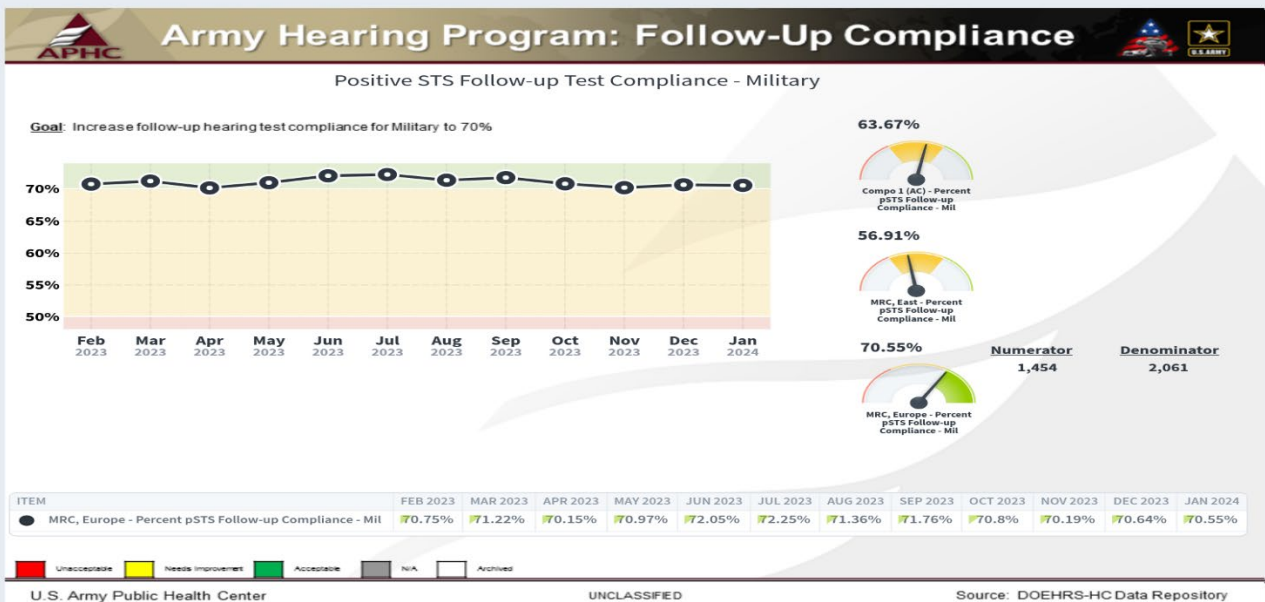 APHC
Army Hearing Program: Follow-Up Compliance
U.S.ARMY
Positive STS Follow-up Test Compliance - Military
Goal: Increase follow-up hearing test compliance for Military to 70%
70%
65%
60%
55%
50%
Feb Mar Apr May Jun Jul Aug Sep Oct Nov Dec Jan
2023 2023 2023 2023 2023 2023 2023 2023 2023 2023 2023 2024
63.67%
Compo 1 (AC) - Percent
pSTS Follow-up
Compliance - Mil
56.91%
MRC, East - Percent
pSTS Follow-up
Compliance - Mil
70.55%
MRC, Europe - Percent
pSTS Follow-up
Compliance - Mil
Numerator Denominator
1,454 2,061
ITEM FEB 2023 MAR 2023 APR 2023 MAY 2023 JUN 2023 JUL 2023 AUG 2023 SEP 2023 OCT 2023 NOV 2023 DEC 2023 JAN 2024
MRC, Europe - Percent pSTS Follow-up Compliance - Mil 70.75% 71.22% 70.15% 70.97% 72.05% 72.25% 71.36% 71.76% 70.8% 70.19% 70.64% 70.55%
Unacceptable Needs Improvement Acceptable N/A Archived
U.S. Army Public Health Center UNCLASSIFIED Source: DOEHRS-HC Data Repository